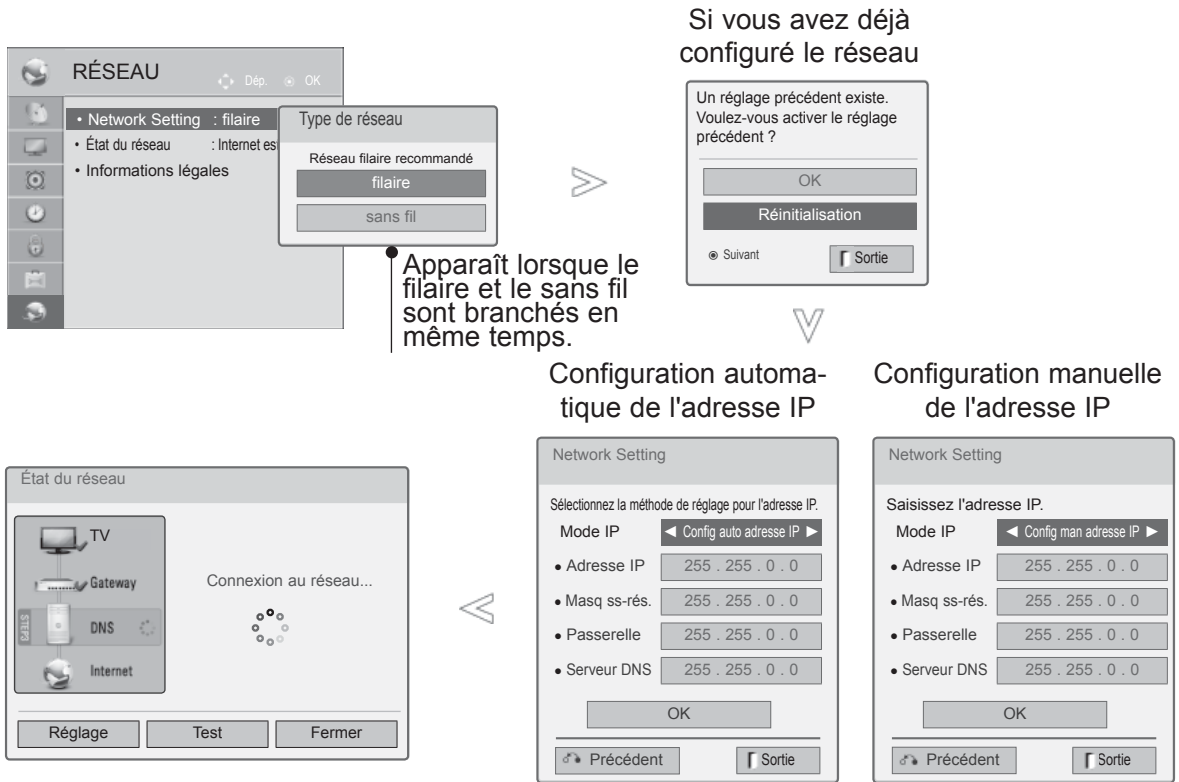 RÉSEAU
Dép.
OK
• Network Setting : filaire
• État du réseau : Internet es
• Informations légales
Type de réseau
Réseau filaire recommandé
filaire
sans fil
Apparaît lorsque le
filaire et le sans fil
sont branchés en
même temps.
Si vous avez déjà
configuré le réseau
Un réglage précédent existe.
Voulez-vous activer le réglage
précédent ?
OK
Réinitialisation
Suivant
Sortie
Configuration automa-
tique de l'adresse IP
Network Setting
Sélectionnez la méthode de réglage pour l'adresse IP.
Mode IP ◄ Config auto adresse IP ►
• Adresse IP 255 . 255 . 0 . 0
• Masq ss-rés. 255 . 255 . 0 . 0
• Passerelle 255 . 255 . 0 . 0
• Serveur DNS 255 . 255 . 0 . 0
OK
Précédent
Sortie
Configuration manuelle
de l'adresse IP
Network Setting
Saisissez l'adresse IP.
Mode IP ◄ Config man adresse IP ►
• Adresse IP 255 . 255 . 0 . 0
• Masq ss-rés. 255 . 255 . 0 . 0
• Passerelle 255 . 255 . 0 . 0
• Serveur DNS 255 . 255 . 0 . 0
OK
Précédent
Sortie
État du réseau
TV
Gateway
DNS
Internet
Connexion au réseau...
Réglage
Test
Fermer